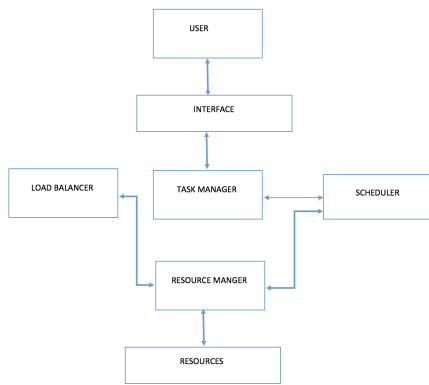 USER
INTERFACE
LOAD BALANCER
TASK MANAGER
SCHEDULER
RESOURCE MANGER
RESOURCES